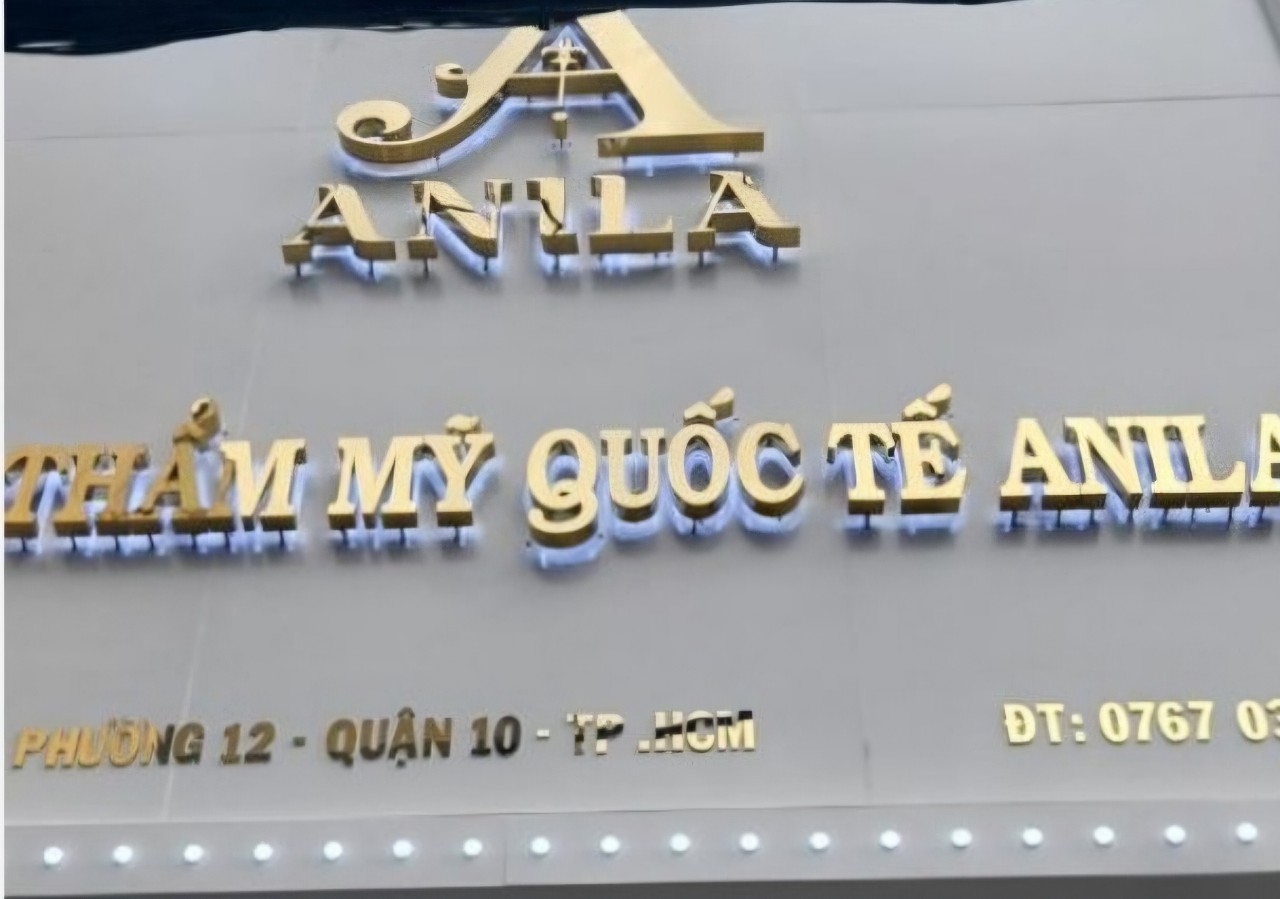 A
ANILA
THẨM MỸ QUỐC TẾ ANILA
PHƯỜNG 12 - QUẬN 10 - TP .HCM
ĐT: 0767 03